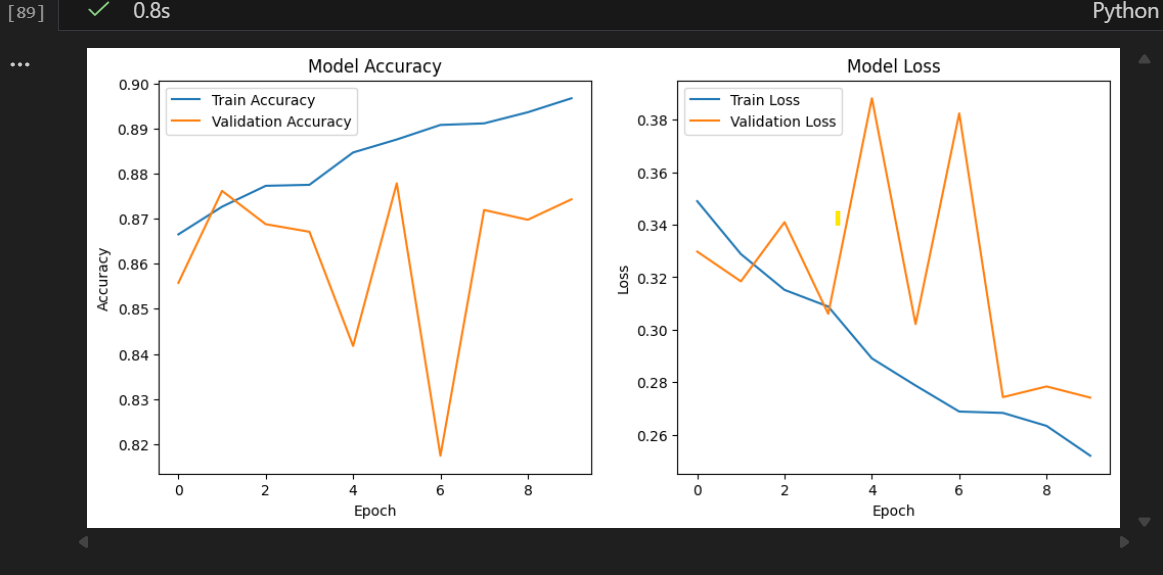 [89]
0.8s
Python
...
Model Accuracy
Train Accuracy
Validation Accuracy
0.90
0.89
0.88
0.87
0.86
0.85
0.84
0.83
0.82
Accuracy
0 2 4 6 8
Epoch
Model Loss
Train Loss
Validation Loss
0.38
0.36
0.34
0.32
0.30
0.28
0.26
Loss
0 2 4 6 8
Epoch